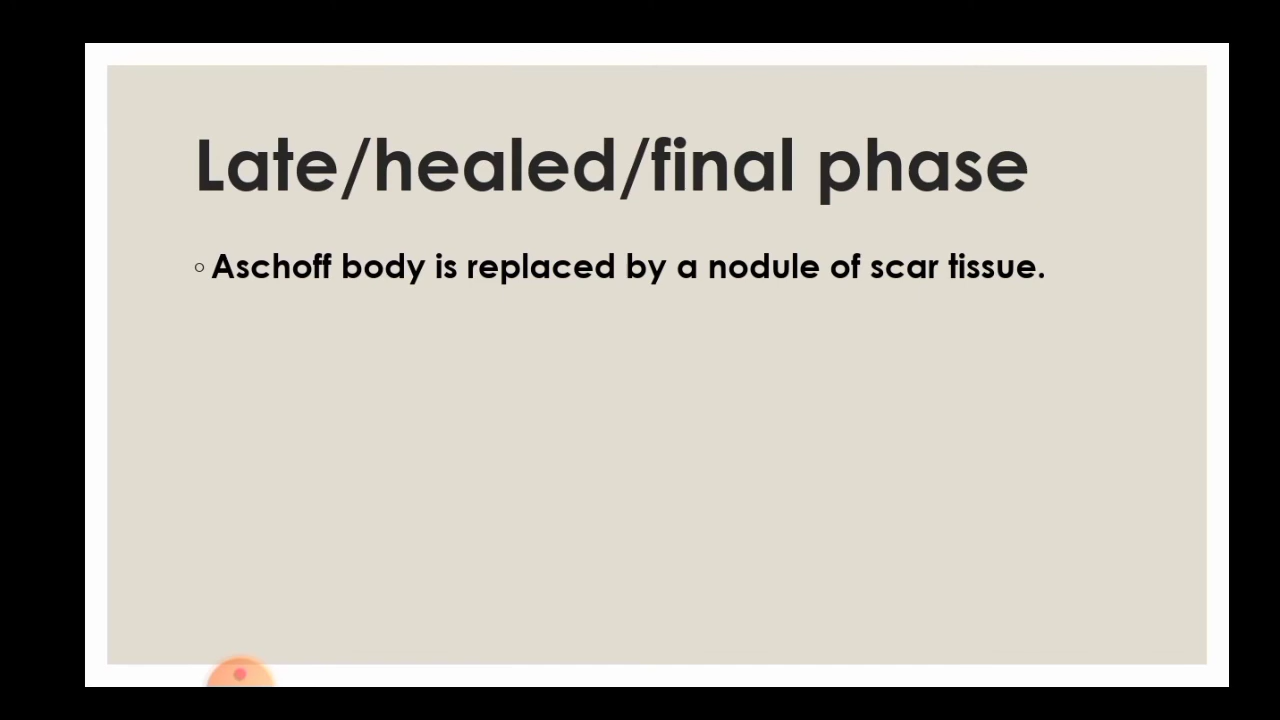 Late/healed/final phase
◦ Aschoff body is replaced by a nodule of scar tissue.